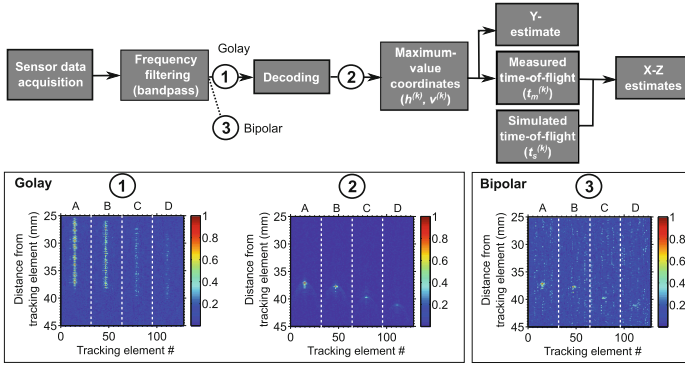 Sensor data
acquisition
Frequency
filtering
(bandpass)
Golay
1
3
Bipolar
Decoding
2
Maximum-
value
coordinates
(h(k), v(k))
Y-
estimate
Measured
time-of-flight
(tm(k))
Simulated
time-of-flight
(ts(k))
X-Z
estimates
Golay
1
A B C D
Distance from
tracking element (mm)
25
30
35
40
45
0 50 100
Tracking element #
1
0.8
0.6
0.4
0.2
2
A B C D
Distance from
tracking element (mm)
25
30
35
40
45
0 50 100
Tracking element #
1
0.8
0.6
0.4
0.2
Bipolar
3
A B C D
Distance from
tracking element (mm)
25
30
35
40
45
0 50 100
Tracking element #
1
0.8
0.6
0.4
0.2